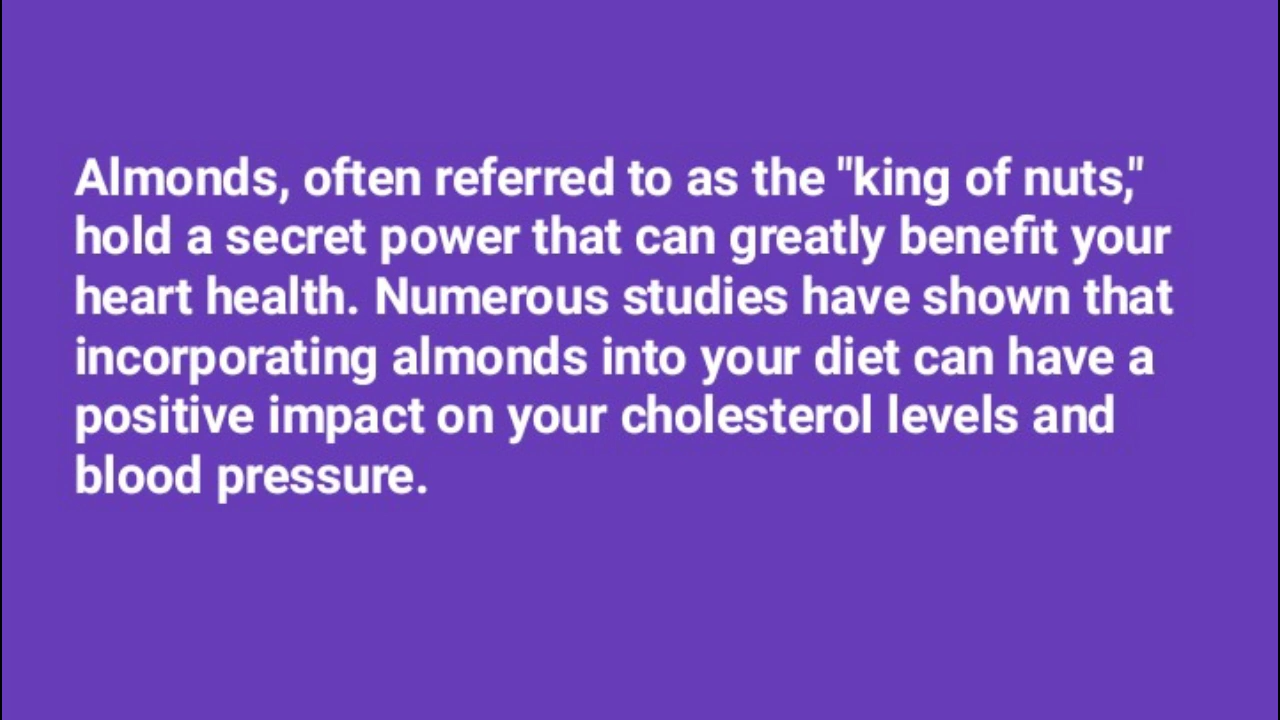 Almonds, often referred to as the "king of nuts,"
hold a secret power that can greatly benefit your
heart health. Numerous studies have shown that
incorporating almonds into your diet can have a
positive impact on your cholesterol levels and
blood pressure.